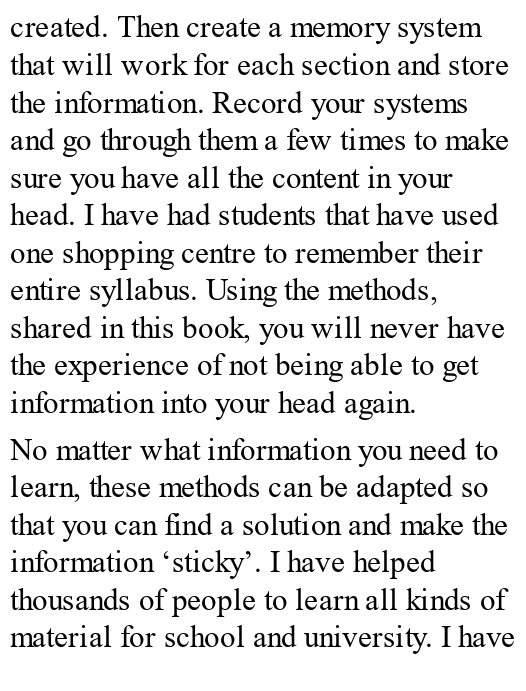 created. Then create a memory system
that will work for each section and store
the information. Record your systems
and go through them a few times to make
sure you have all the content in your
head. I have had students that have used
one shopping centre to remember their
entire syllabus. Using the methods,
shared in this book, you will never have
the experience of not being able to get
information into your head again.
No matter what information you need to
learn, these methods can be adapted so
that you can find a solution and make the
information ‘sticky’. I have helped
thousands of people to learn all kinds of
material for school and university. I have